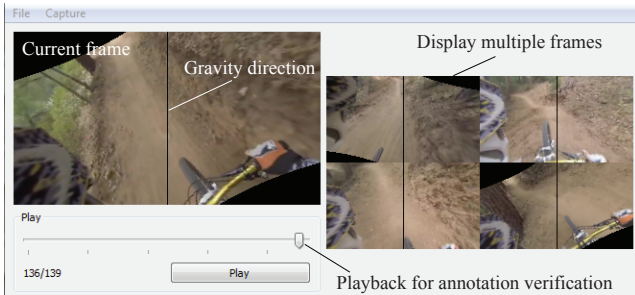 File Capture
Current frame
Gravity direction
Display multiple frames
Play
136/139
Play
Playback for annotation verification